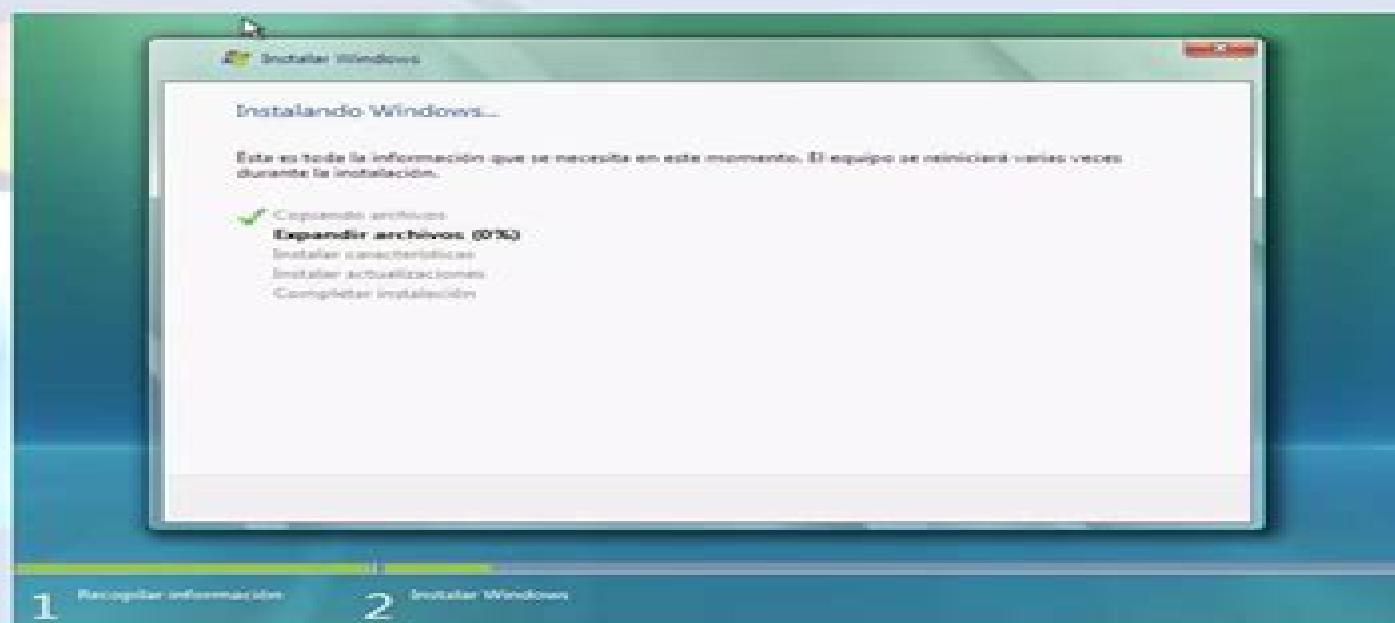 Instalar Windows
Instalando Windows...
Esta es toda la información que se necesita en este momento. El equipo se reiniciará varias veces
durante la instalación.
Copiando archivos
Expandir archivos (0%)
Instalar características
Instalar actualizaciones
Completar instalación
1 Recopilar información
2 Instalar Windows